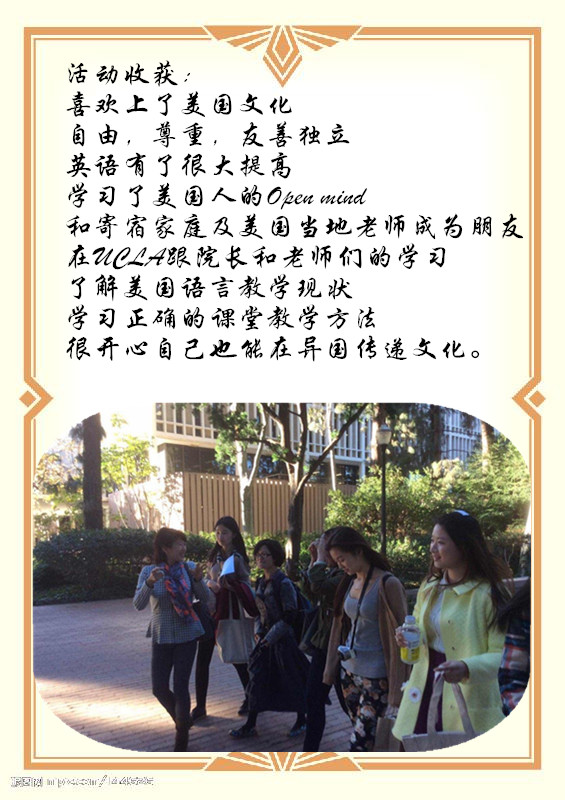 活动收获：
喜欢上了美国文化
自由，尊重，友善独立
英语有了很大提高
学习了美国人的Open mind
和寄宿家庭及美国当地老师成为朋友
在UCLA跟院长和老师们的学习
了解美国语言教学现状
学习正确的课堂教学方法
很开心自己也能在异国传递文化。